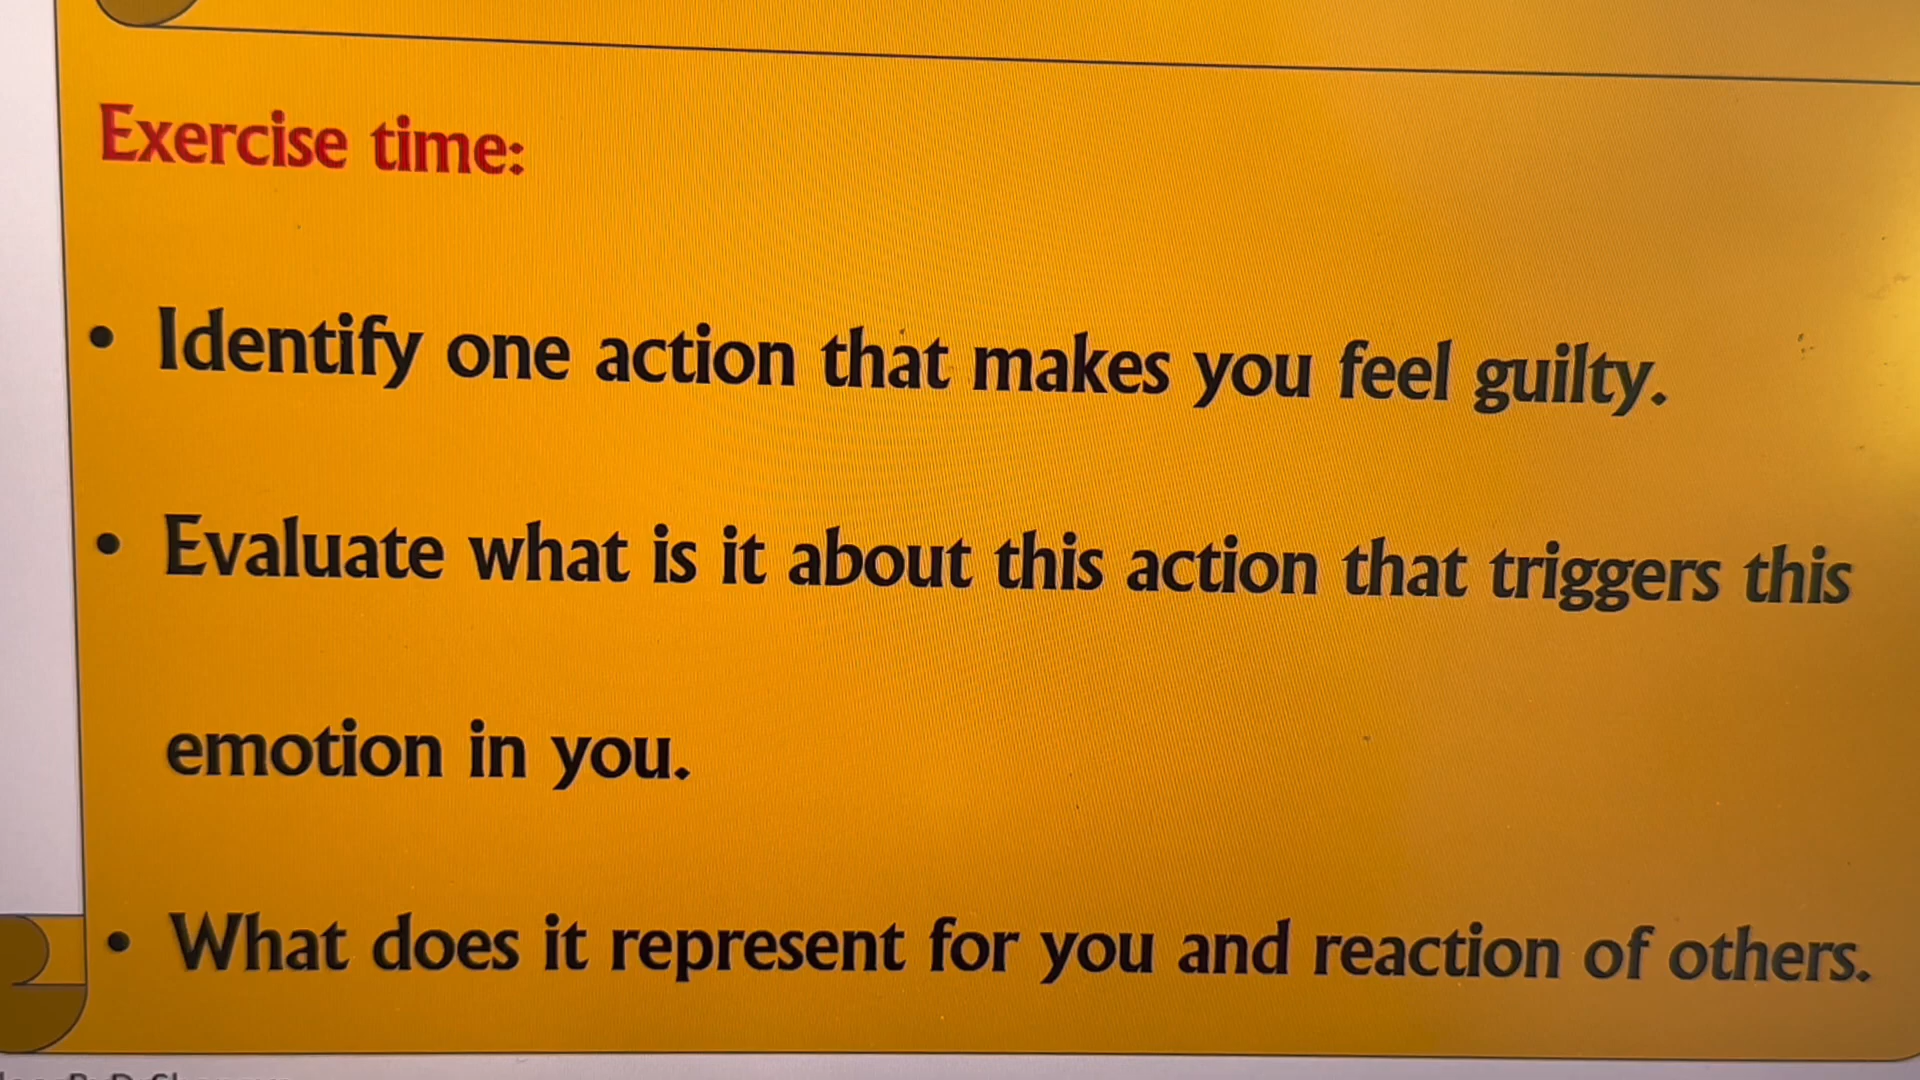 Exercise time:
• Identify one action that makes you feel guilty.
• Evaluate what is it about this action that triggers this
emotion in you.
• What does it represent for you and reaction of others.